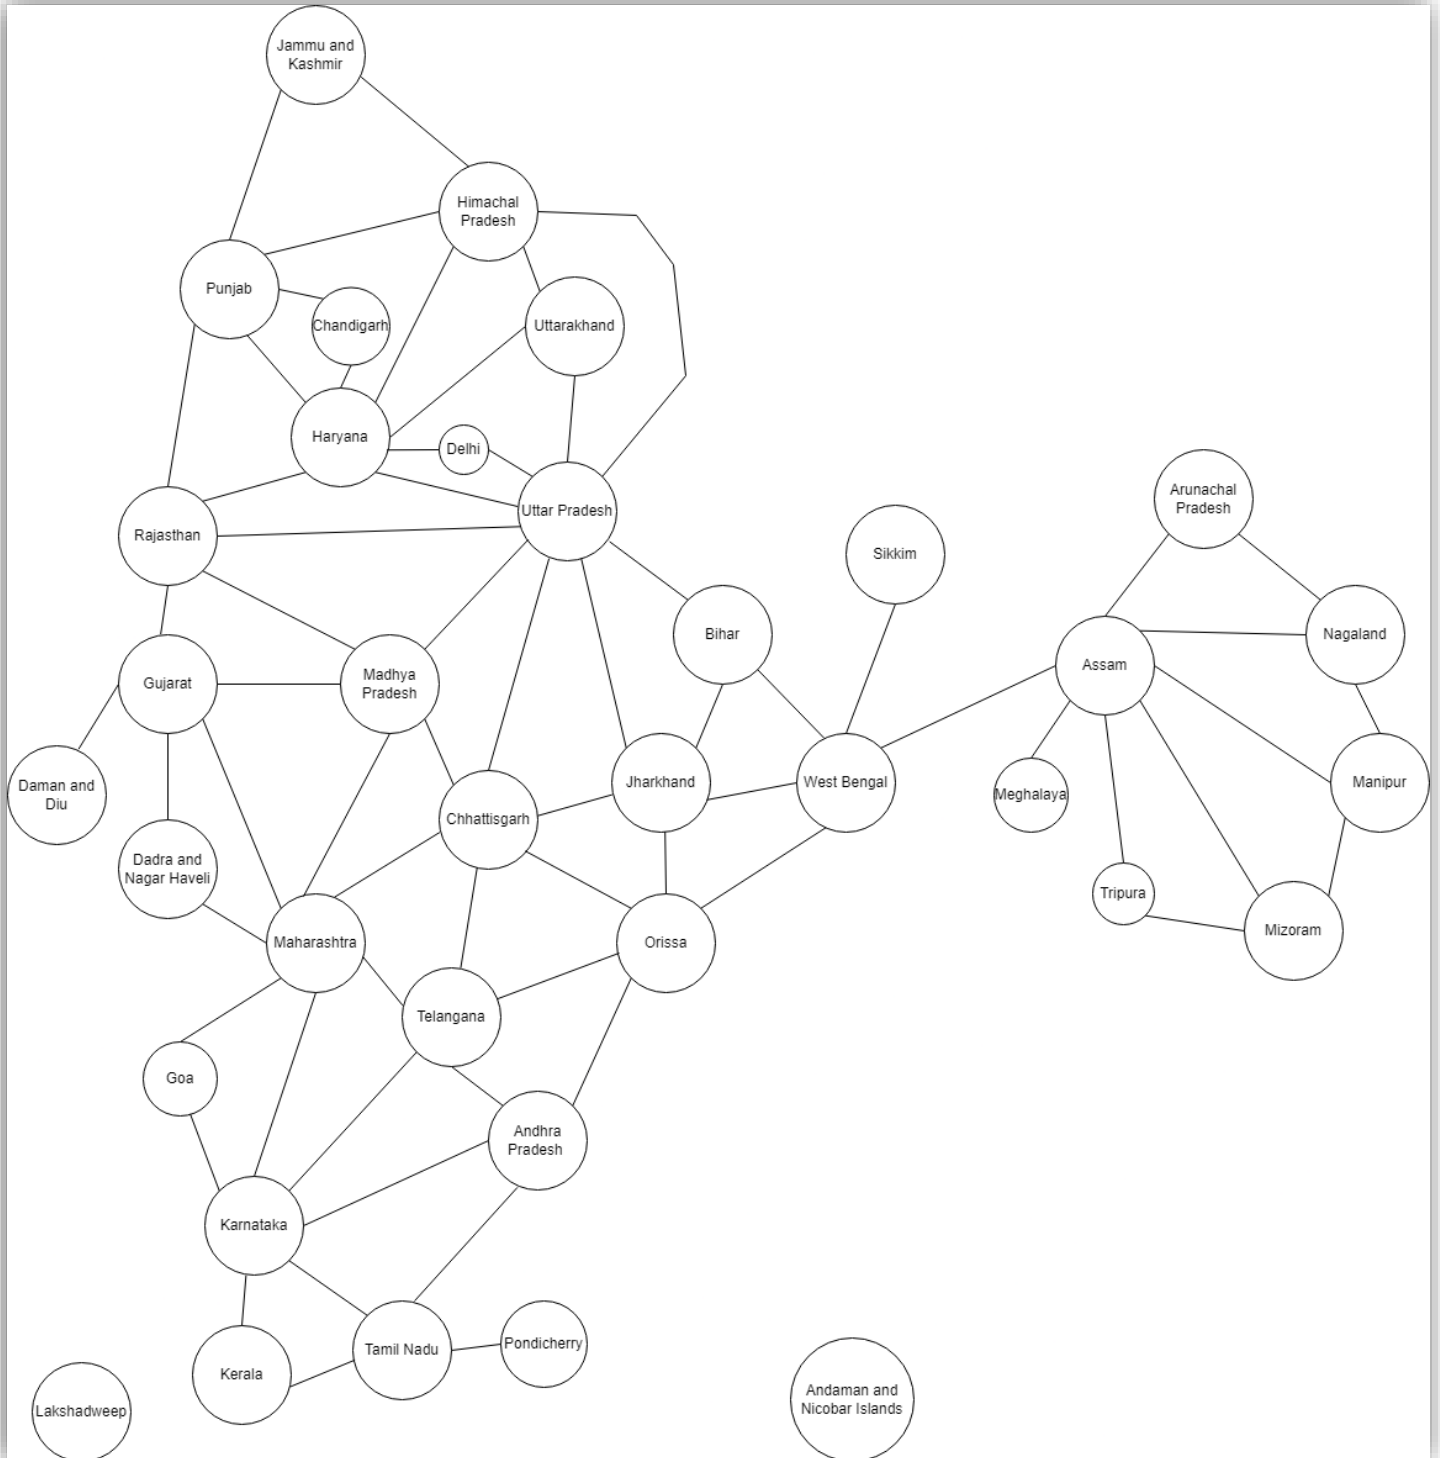 Jammu and
Kashmir
Himachal
Pradesh
Punjab
Chandigarh
Uttarakhand
Haryana
Delhi
Uttar Pradesh
Rajasthan
Arunachal
Pradesh
Sikkim
Bihar
Nagaland
Assam
Gujarat
Madhya
Pradesh
Daman and
Diu
Jharkhand
West Bengal
Meghalaya
Manipur
Chhattisgarh
Dadra and
Nagar Haveli
Tripura
Mizoram
Maharashtra
Orissa
Telangana
Goa
Andhra
Pradesh
Karnataka
Pondicherry
Tamil Nadu
Kerala
Lakshadweep
Andaman and
Nicobar Islands